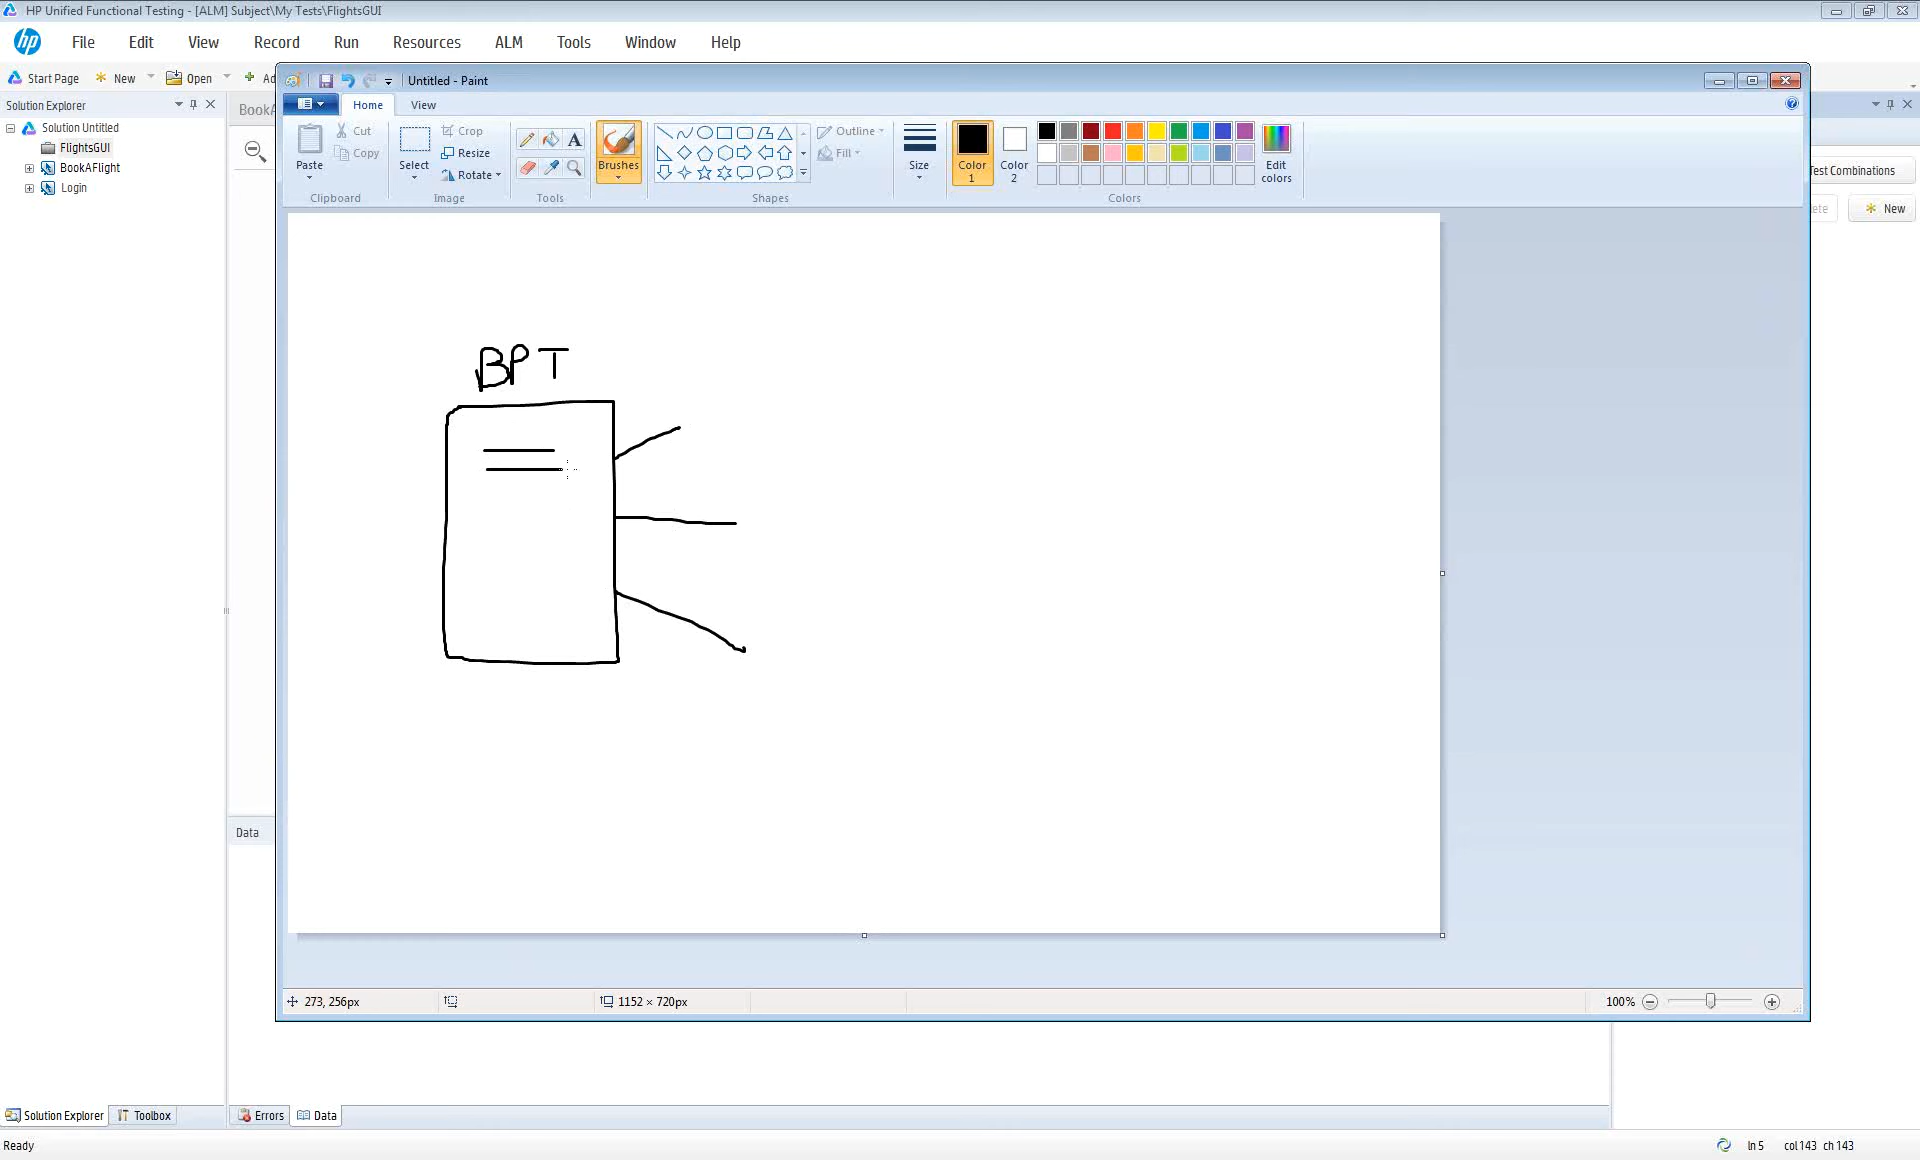 HP Unified Functional Testing - [ALM] Subject\My Tests\FlightsGUI
hp File Edit View Record Run Resources ALM Tools Window Help
Start Page New Open Ad
Untitled - Paint
Solution Explorer
BookA
Home View
Solution Untitled
FlightsGUI
BookAFlight
Login
Paste Cut Copy
Select Crop Resize Rotate
A
Brushes
Outline
Fill
Size
Color 1
Color 2
Edit colors
Clipboard Image Tools Shapes Colors
Test Combinations
ete New
BPT
Data
273, 256px 1152 × 720px 100%
Solution Explorer Toolbox Errors Data
Ready ln 5 col 143 ch 143